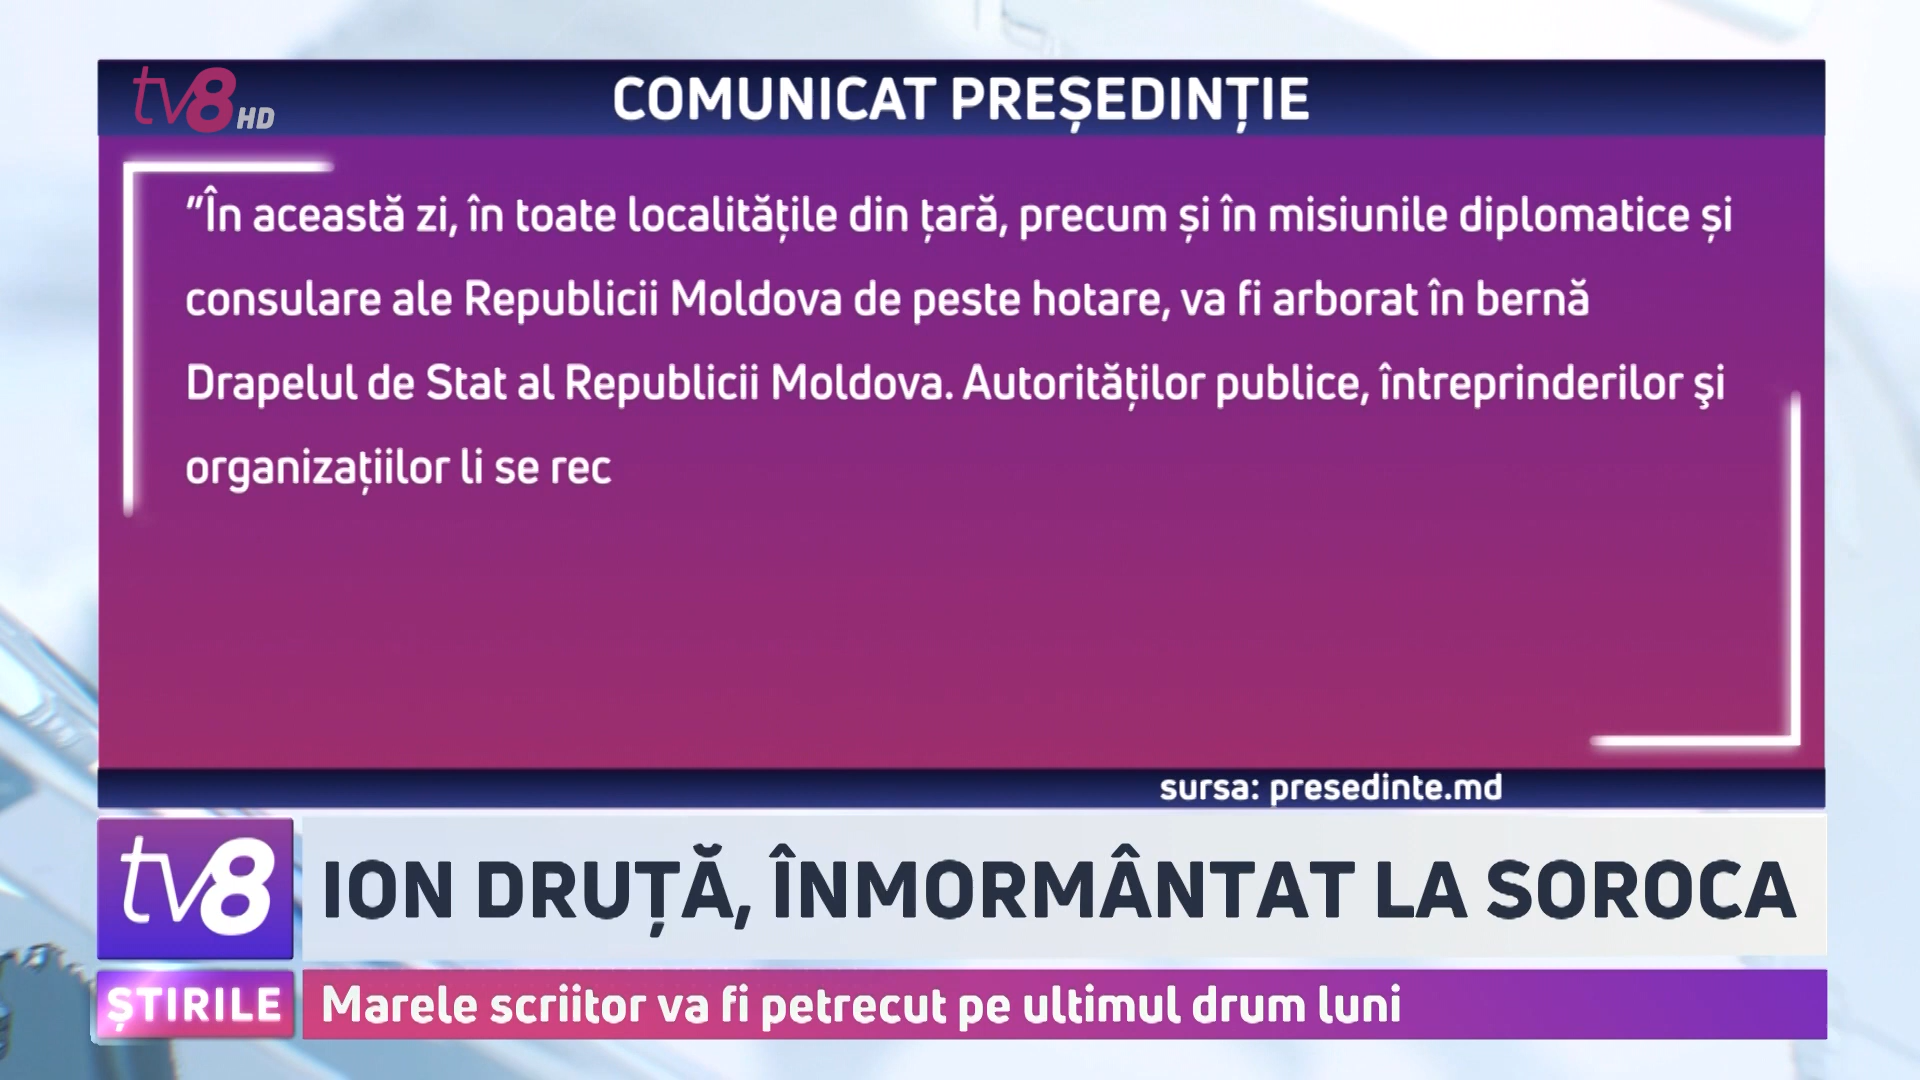 tv8 HD
COMUNICAT PREȘEDINȚIE
”În această zi, în toate localitățile din țară, precum și în misiunile diplomatice și
consulare ale Republicii Moldova de peste hotare, va fi arborat în bernă
Drapelul de Stat al Republicii Moldova. Autorităților publice, întreprinderilor şi
organizațiilor li se rec
sursa: presedinte.md
tv8
ION DRUȚĂ, ÎNMORMÂNTAT LA SOROCA
ȘTIRILE
Marele scriitor va fi petrecut pe ultimul drum luni